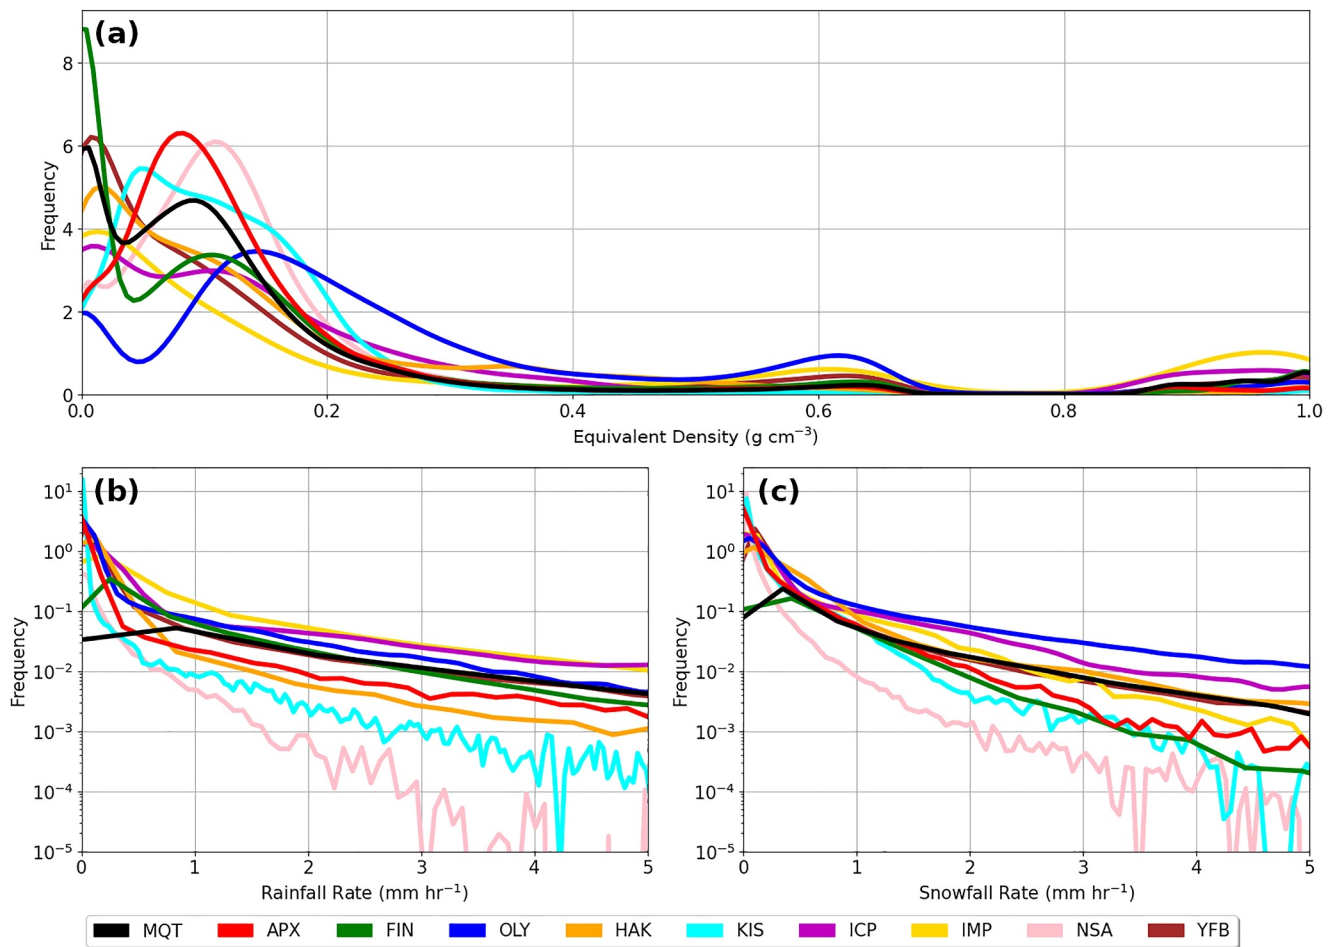 (a)
Frequency
8
6
4
2
0
0.0 0.2 0.4 0.6 0.8 1.0
Equivalent Density (g cm⁻³)
(b)
Frequency
10¹
10⁰
10⁻¹
10⁻²
10⁻³
10⁻⁴
10⁻⁵
0 1 2 3 4 5
Rainfall Rate (mm hr⁻¹)
(c)
Frequency
10¹
10⁰
10⁻¹
10⁻²
10⁻³
10⁻⁴
10⁻⁵
0 1 2 3 4 5
Snowfall Rate (mm hr⁻¹)
MQT APX FIN OLY HAK KIS ICP IMP NSA YFB